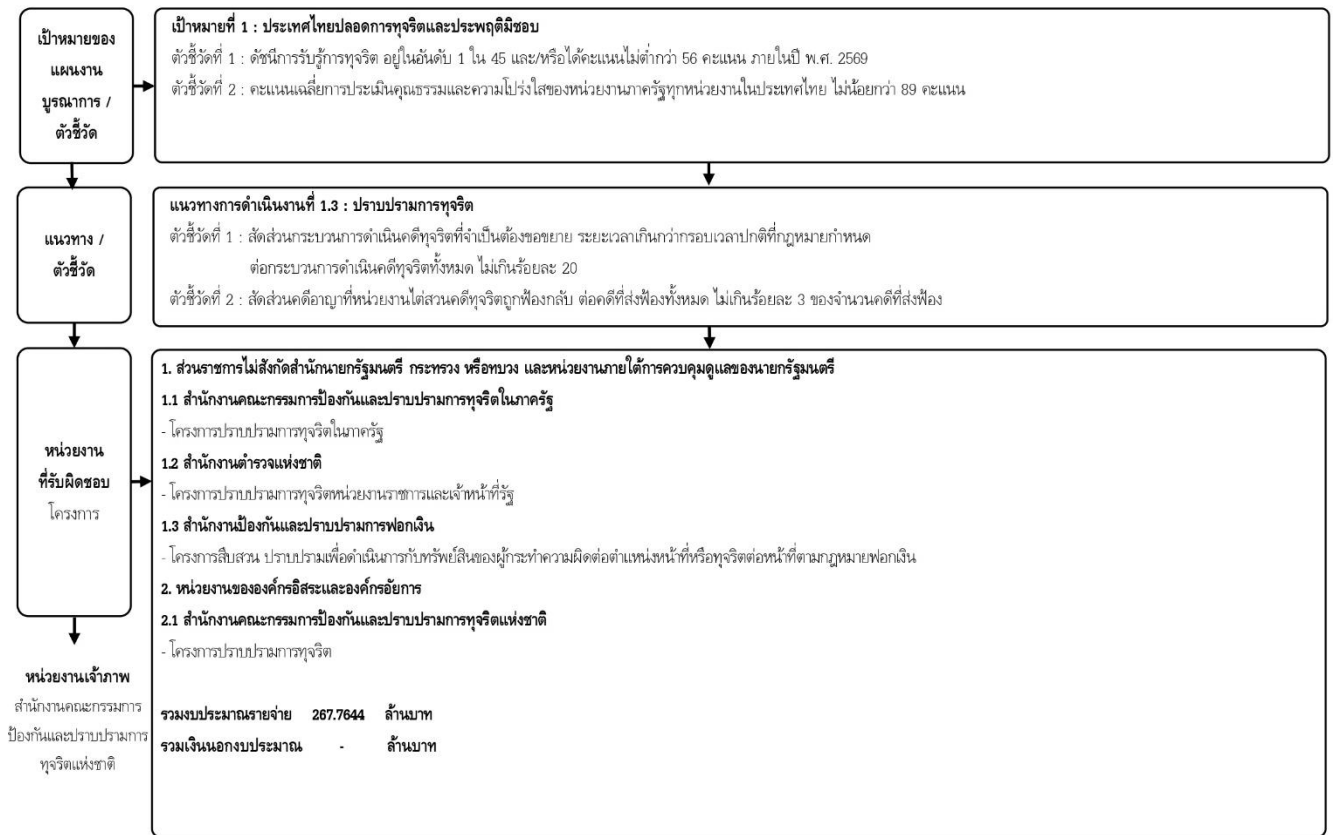 เป้าหมายของ
แผนงาน
บูรณาการ /
ตัวชี้วัด
เป้าหมายที่ 1 : ประเทศไทยปลอดการทุจริตและประพฤติมิชอบ
ตัวชี้วัดที่ 1 : ดัชนีการรับรู้การทุจริต อยู่ในอันดับ 1 ใน 45 และ/หรือได้คะแนนไม่ต่ำกว่า 56 คะแนน ภายในปี พ.ศ. 2569
ตัวชี้วัดที่ 2 : คะแนนเฉลี่ยการประเมินคุณธรรมและความโปร่งใสของหน่วยงานภาครัฐทุกหน่วยงานในประเทศไทย ไม่น้อยกว่า 89 คะแนน
แนวทาง /
ตัวชี้วัด
แนวทางการดำเนินงานที่ 1.3 : ปราบปรามการทุจริต
ตัวชี้วัดที่ 1 : สัดส่วนกระบวนการดำเนินคดีทุจริตที่จำเป็นต้องขอขยาย ระยะเวลาเกินกว่ากรอบเวลาปกติที่กฎหมายกำหนด
ต่อกระบวนการดำเนินคดีทุจริตทั้งหมด ไม่เกินร้อยละ 20
ตัวชี้วัดที่ 2 : สัดส่วนคดีอาญาที่หน่วยงานไต่สวนคดีทุจริตถูกฟ้องกลับ ต่อคดีที่ส่งฟ้องทั้งหมด ไม่เกินร้อยละ 3 ของจำนวนคดีที่ส่งฟ้อง
หน่วยงาน
ที่รับผิดชอบ
โครงการ
1. ส่วนราชการไม่สังกัดสำนักนายกรัฐมนตรี กระทรวง หรือทบวง และหน่วยงานภายใต้การควบคุมดูแลของนายกรัฐมนตรี
1.1 สำนักงานคณะกรรมการป้องกันและปราบปรามการทุจริตในภาครัฐ
- โครงการปราบปรามการทุจริตในภาครัฐ
1.2 สำนักงานตำรวจแห่งชาติ
- โครงการปราบปรามการทุจริตหน่วยงานราชการและเจ้าหน้าที่รัฐ
1.3 สำนักงานป้องกันและปราบปรามการฟอกเงิน
- โครงการสืบสวน ปราบปรามเพื่อดำเนินการกับทรัพย์สินของผู้กระทำความผิดต่อตำแหน่งหน้าที่หรือทุจริตต่อหน้าที่ตามกฎหมายฟอกเงิน
2. หน่วยงานขององค์กรอิสระและองค์กรอัยการ
2.1 สำนักงานคณะกรรมการป้องกันและปราบปรามการทุจริตแห่งชาติ
- โครงการปราบปรามการทุจริต
รวมงบประมาณรายจ่าย 267.7644 ล้านบาท
รวมเงินนอกงบประมาณ - ล้านบาท
หน่วยงานเจ้าภาพ
สำนักงานคณะกรรมการ
ป้องกันและปราบปรามการ
ทุจริตแห่งชาติ